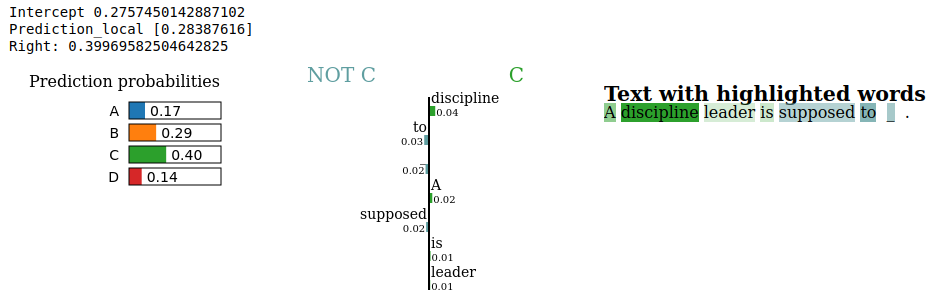 Intercept 0.2757450142887102
Prediction_local [0.28387616]
Right: 0.39969582504642825
Prediction probabilities
A 0.17
B 0.29
C 0.40
D 0.14
NOT C C
discipline
0.04
to
0.03
_
0.02
A
0.02
supposed
0.02
is
0.01
leader
0.01
Text with highlighted words
A discipline leader is supposed to _ .